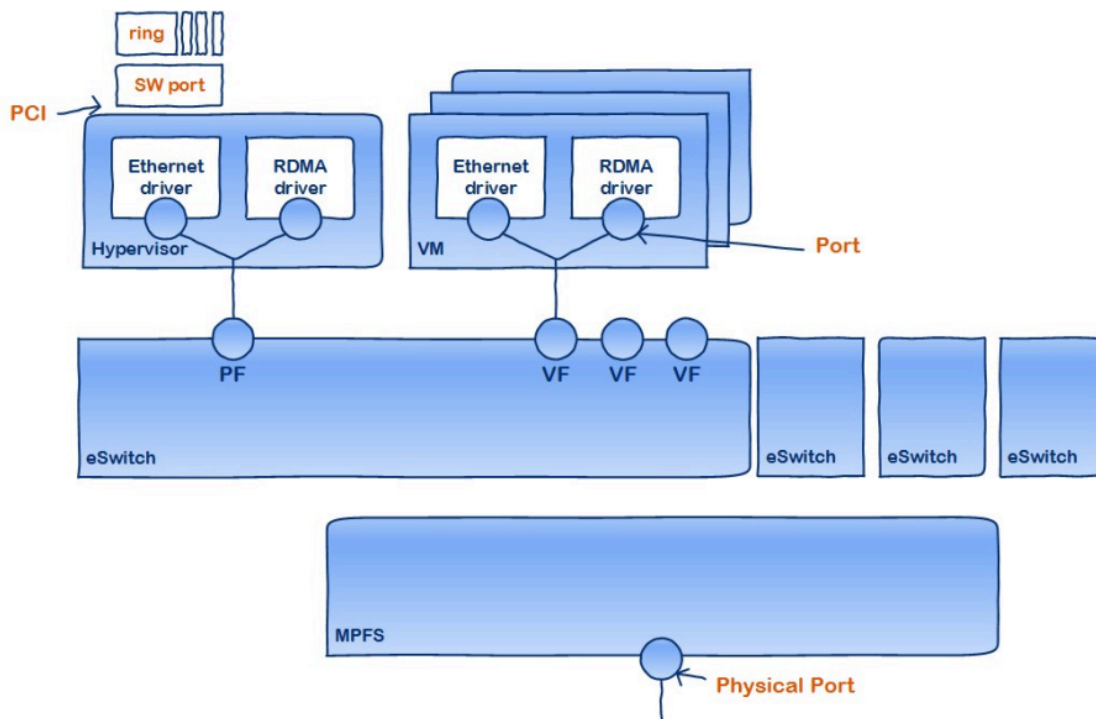 ring
SW port
PCI
Ethernet
driver
RDMA
driver
Hypervisor
Ethernet
driver
RDMA
driver
VM
Port
PF
VF
VF
VF
eSwitch
eSwitch
eSwitch
eSwitch
MPFS
Physical Port